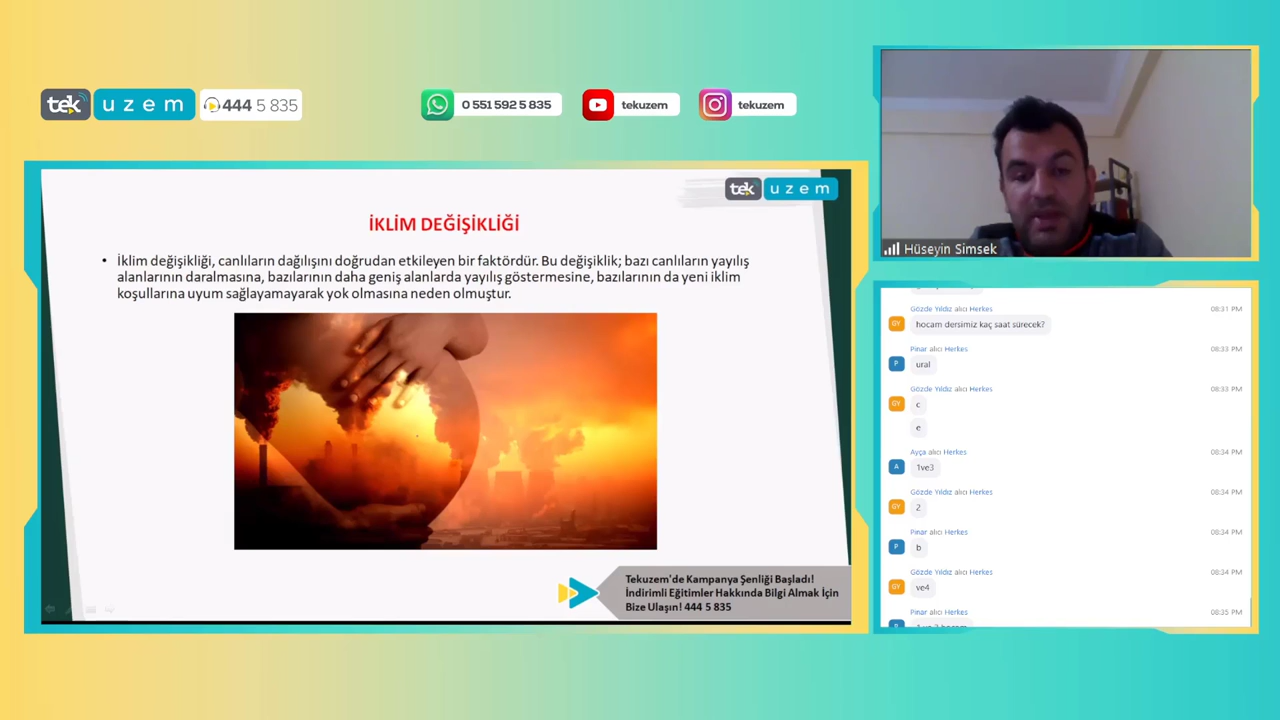 tek uzem 444 5 835
0 551 592 5 835
tekuzem
tekuzem
tek uzem
İKLİM DEĞİŞİKLİĞİ
• İklim değişikliği, canlıların dağılışını doğrudan etkileyen bir faktördür. Bu değişiklik; bazı canlıların yayılış
alanlarının daralmasına, bazılarının daha geniş alanlarda yayılış göstermesine, bazılarının da yeni iklim
koşullarına uyum sağlayamayarak yok olmasına neden olmuştur.
Tekuzem'de Kampanya Şenliği Başladı!
İndirimli Eğitimler Hakkında Bilgi Almak İçin
Bize Ulaşın! 444 5 835
Hüseyin Simsek
Gözde Yıldız alıcı Herkes 08:31 PM
GY hocam dersimiz kaç saat sürecek?
Pinar alıcı Herkes 08:33 PM
P ural
Gözde Yıldız alıcı Herkes 08:33 PM
GY c
e
Ayça alıcı Herkes 08:34 PM
A 1ve3
Gözde Yıldız alıcı Herkes 08:34 PM
GY 2
Pinar alıcı Herkes 08:34 PM
P b
Gözde Yıldız alıcı Herkes 08:34 PM
GY ve4
Pinar alıcı Herkes 08:35 PM